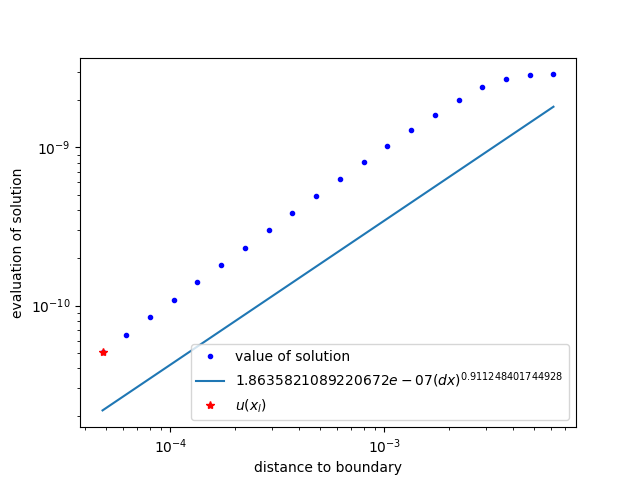 evaluation of solution
10⁻⁹
10⁻¹⁰
value of solution
1.8635821089220672e − 07(dx)^0.911248401744928
u(x_l)
10⁻⁴
10⁻³
distance to boundary